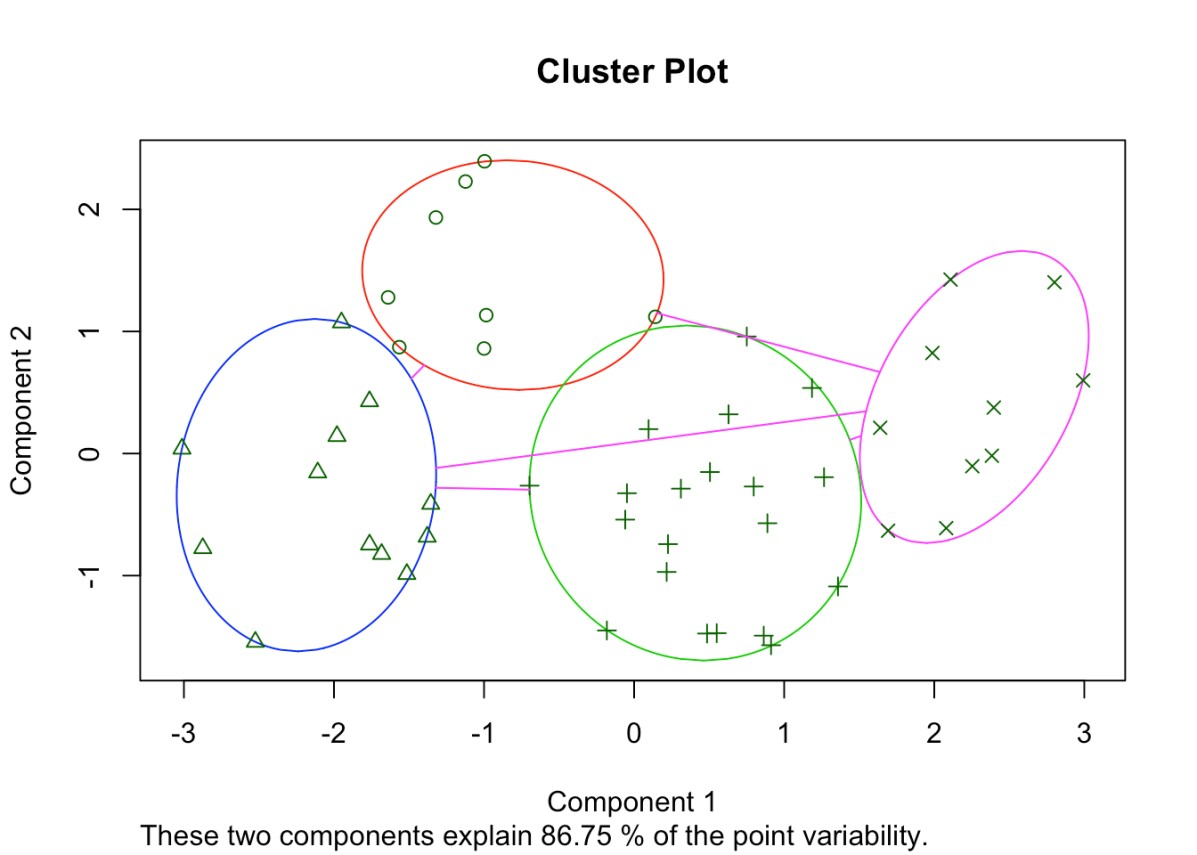 Cluster Plot
Component 2
2
1
0
-1
-3 -2 -1 0 1 2 3
Component 1
These two components explain 86.75 % of the point variability.